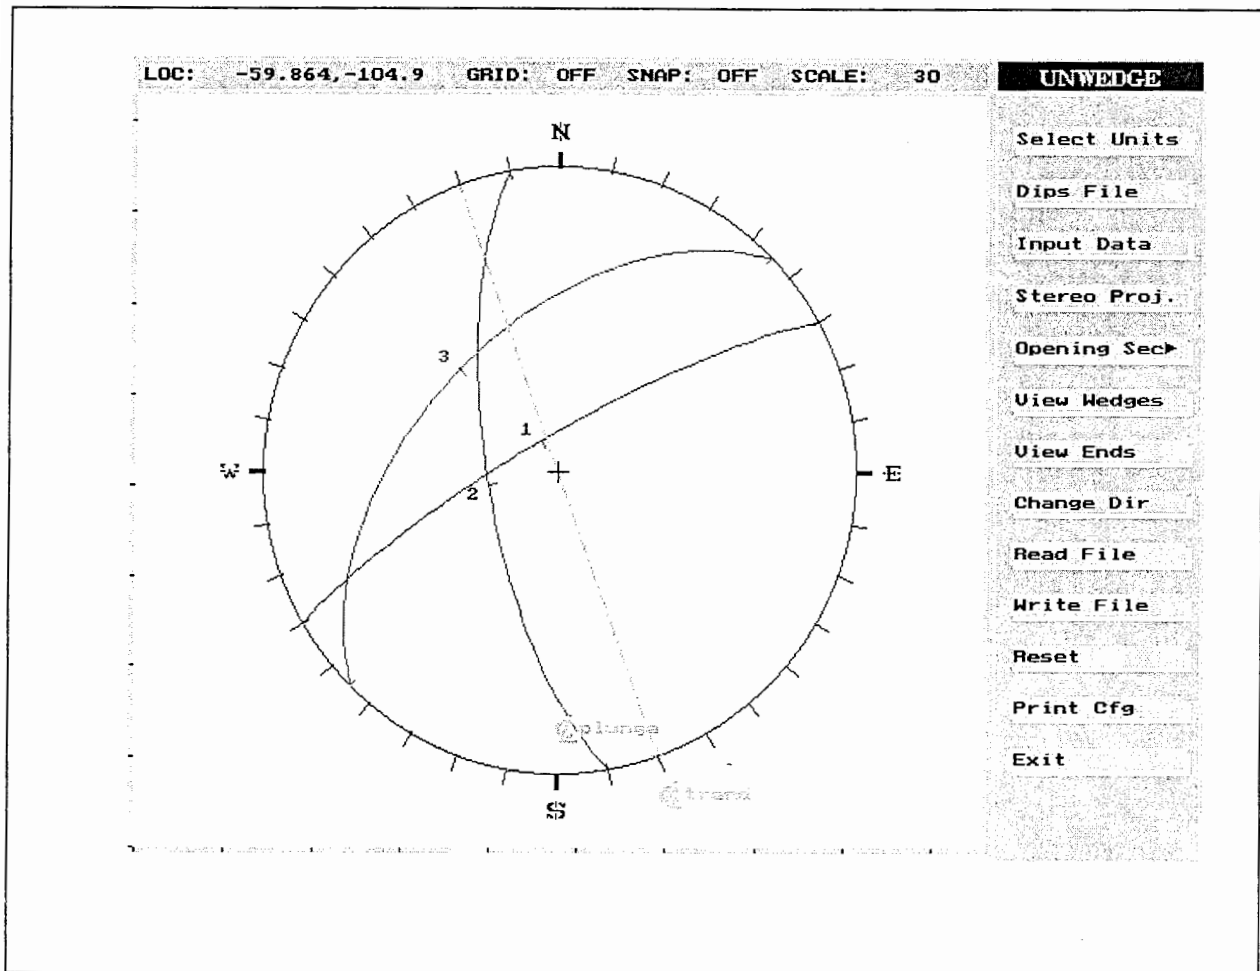 LOC: -59.864,-104.9 GRID: OFF SNAP: OFF SCALE: 30
UNWEDGE
Select Units
Dips File
Input Data
Stereo Proj.
Opening Sec▶
View Wedges
View Ends
Change Dir
Read File
Write File
Reset
Print Cfg
Exit
N
3
1
W
E
2
@plunge
@trend
S